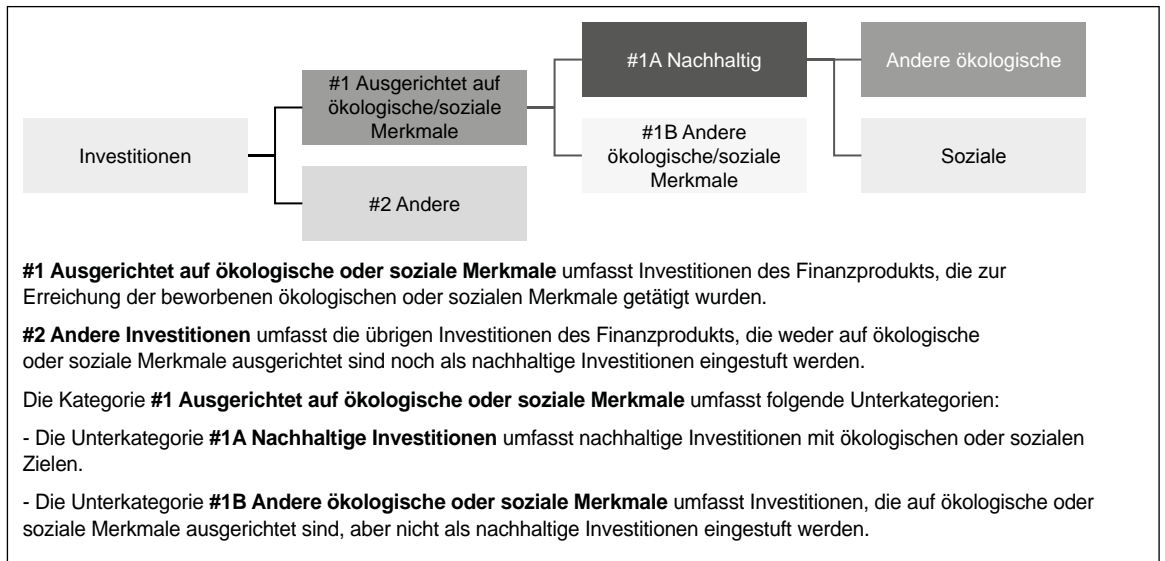 Investitionen
#1 Ausgerichtet auf
ökologische/soziale
Merkmale
#2 Andere
#1A Nachhaltig
#1B Andere
ökologische/soziale
Merkmale
Andere ökologische
Soziale
#1 Ausgerichtet auf ökologische oder soziale Merkmale umfasst Investitionen des Finanzprodukts, die zur
Erreichung der beworbenen ökologischen oder sozialen Merkmale getätigt wurden.
#2 Andere Investitionen umfasst die übrigen Investitionen des Finanzprodukts, die weder auf ökologische
oder soziale Merkmale ausgerichtet sind noch als nachhaltige Investitionen eingestuft werden.
Die Kategorie #1 Ausgerichtet auf ökologische oder soziale Merkmale umfasst folgende Unterkategorien:
- Die Unterkategorie #1A Nachhaltige Investitionen umfasst nachhaltige Investitionen mit ökologischen oder sozialen
Zielen.
- Die Unterkategorie #1B Andere ökologische oder soziale Merkmale umfasst Investitionen, die auf ökologische oder
soziale Merkmale ausgerichtet sind, aber nicht als nachhaltige Investitionen eingestuft werden.